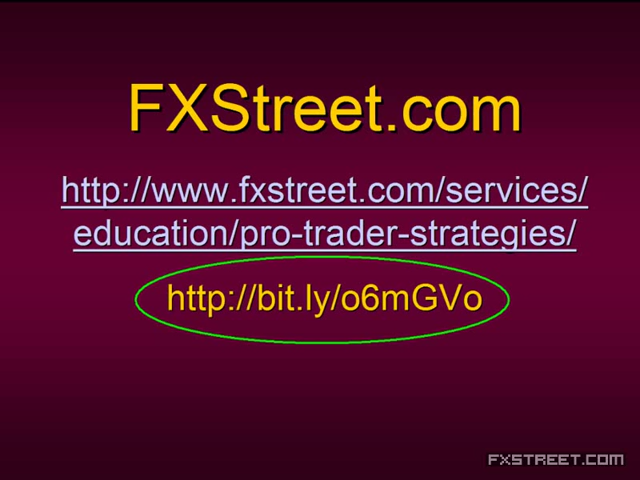 FXStreet.com
http://www.fxstreet.com/services/
education/pro-trader-strategies/
http://bit.ly/o6mGVo
FXSTREET.COM